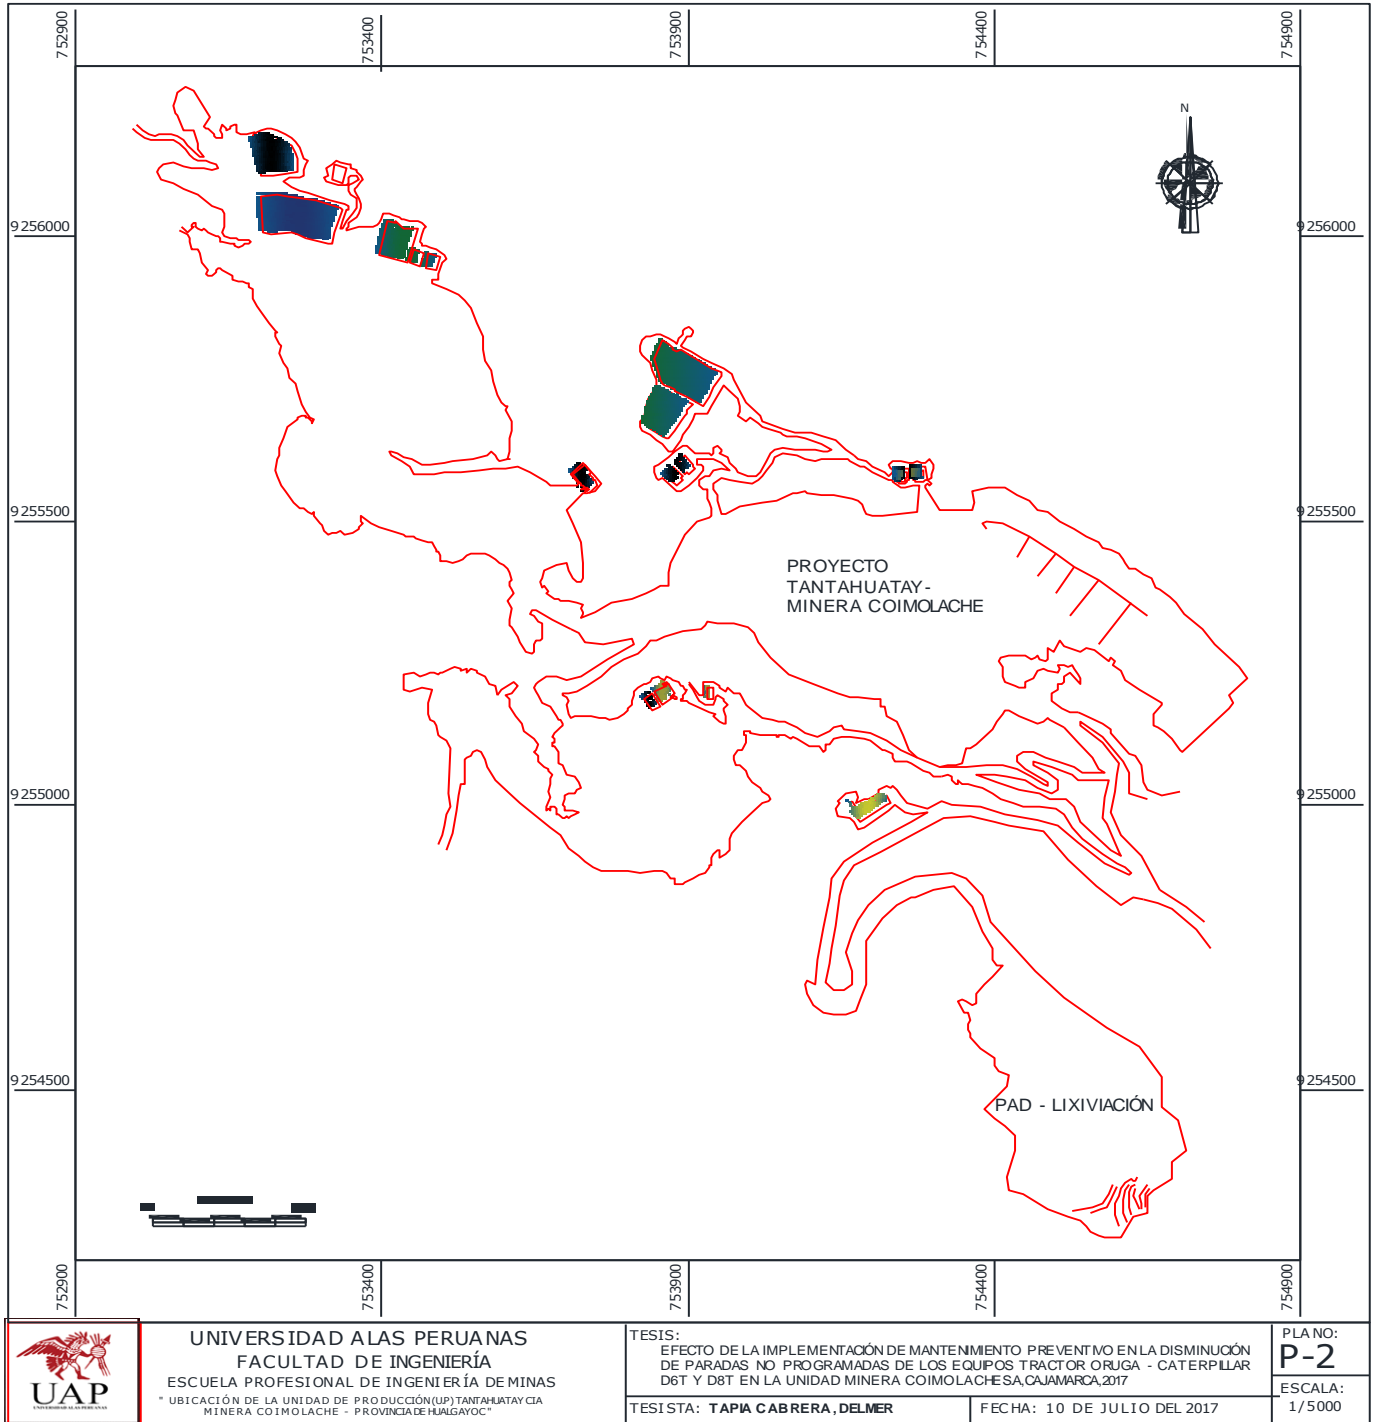 752900
753400
753900
754400
754900
N
9256000
9256000
9255500
9255500
PROYECTO
TANTAHUATAY-
MINERA COIMOLACHE
9255000
9255000
9254500
9254500
PAD - LIXIVIACIÓN
752900
753400
753900
754400
754900
UAP
UNIVERSIDAD ALAS PERUANAS
UNIVERSIDAD ALAS PERUANAS
FACULTAD DE INGENIERÍA
ESCUELA PROFESIONAL DE INGENIERÍA DE MINAS
" UBICACIÓN DE LA UNIDAD DE PRODUCCIÓN(UP) TANTAHUATAY CIA
MINERA COIMOLACHE - PROVINCIA DE HUALGAYOC"
TESIS:
EFECTO DE LA IMPLEMENTACIÓN DE MANTENIMIENTO PREVENTIVO EN LA DISMINUCIÓN
DE PARADAS NO PROGRAMADAS DE LOS EQUIPOS TRACTOR ORUGA - CATERPILLAR
D6T Y D8T EN LA UNIDAD MINERA COIMOLACHE SA, CAJAMARCA,2017
TESISTA: TAPIA CABRERA, DELMER
FECHA: 10 DE JULIO DEL 2017
PLANO:
P-2
ESCALA:
1/5000